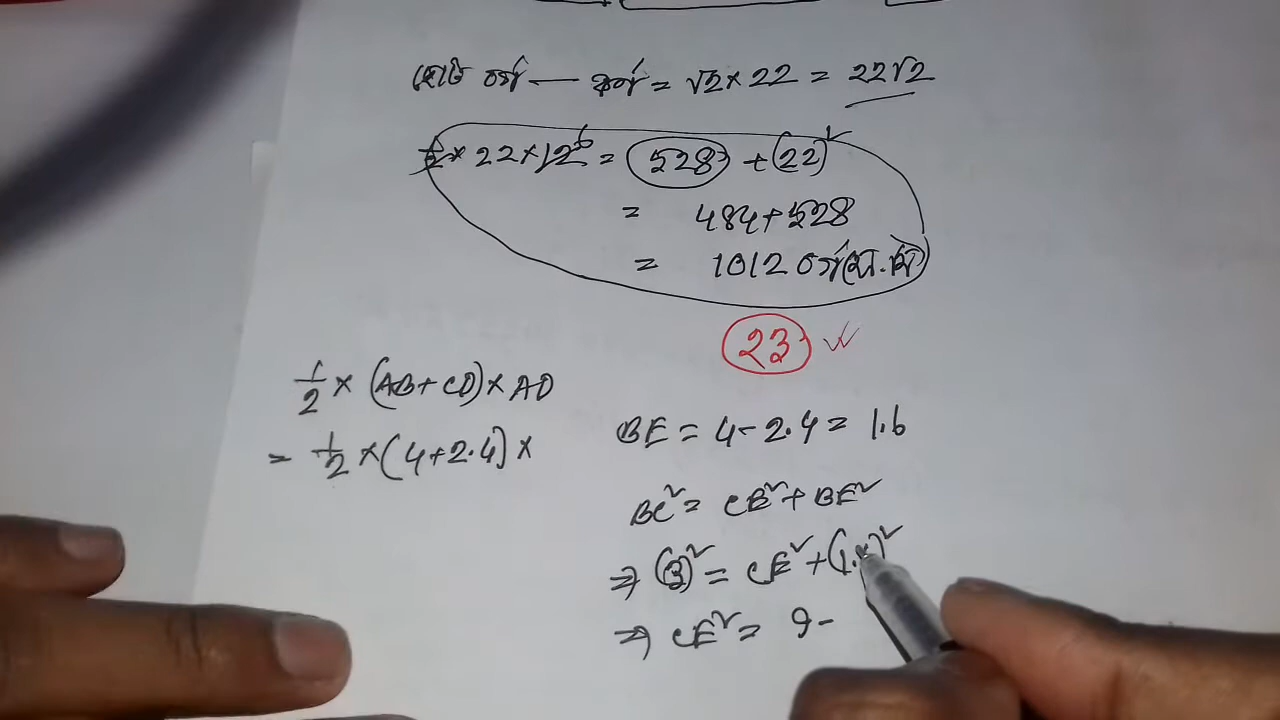 মোট বর্গ — কর্ণ = √2 × 22 = 22√2
½ × 22 × 12 = 528 + (22)²
= 484 + 528
= 1012 বর্গ
23
½ × (AB + CD) × AD
= ½ × (4 + 2.4) ×
BE = 4 - 2.4 = 1.6
BC² = CE² + BE²
⇒ (3)² = CE² + (1.6)²
⇒ CE² = 9 -